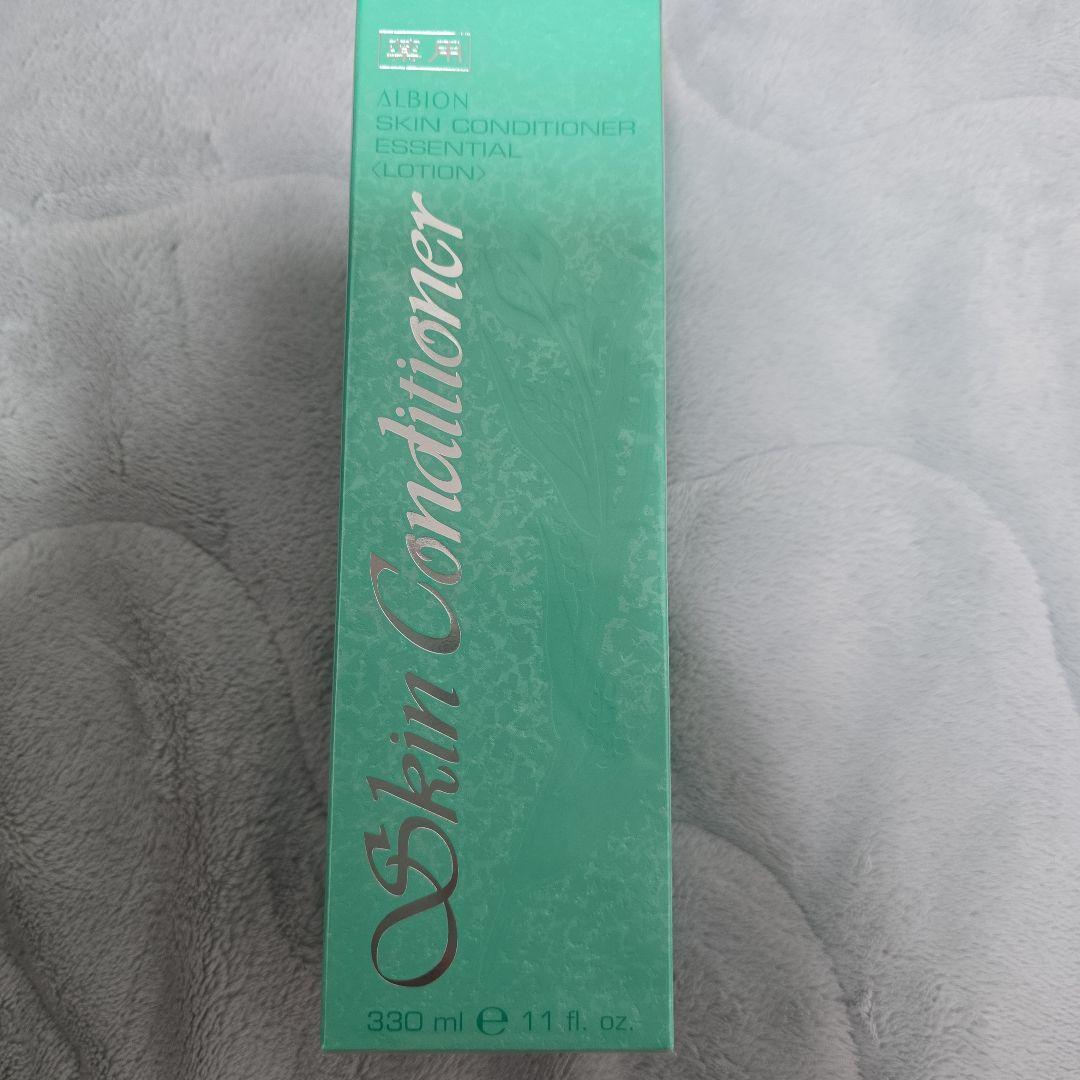 薬用
ALBION
SKIN CONDITIONER
ESSENTIAL
〈LOTION〉
Skin Conditioner
330 ml ℮ 11 fl. oz.